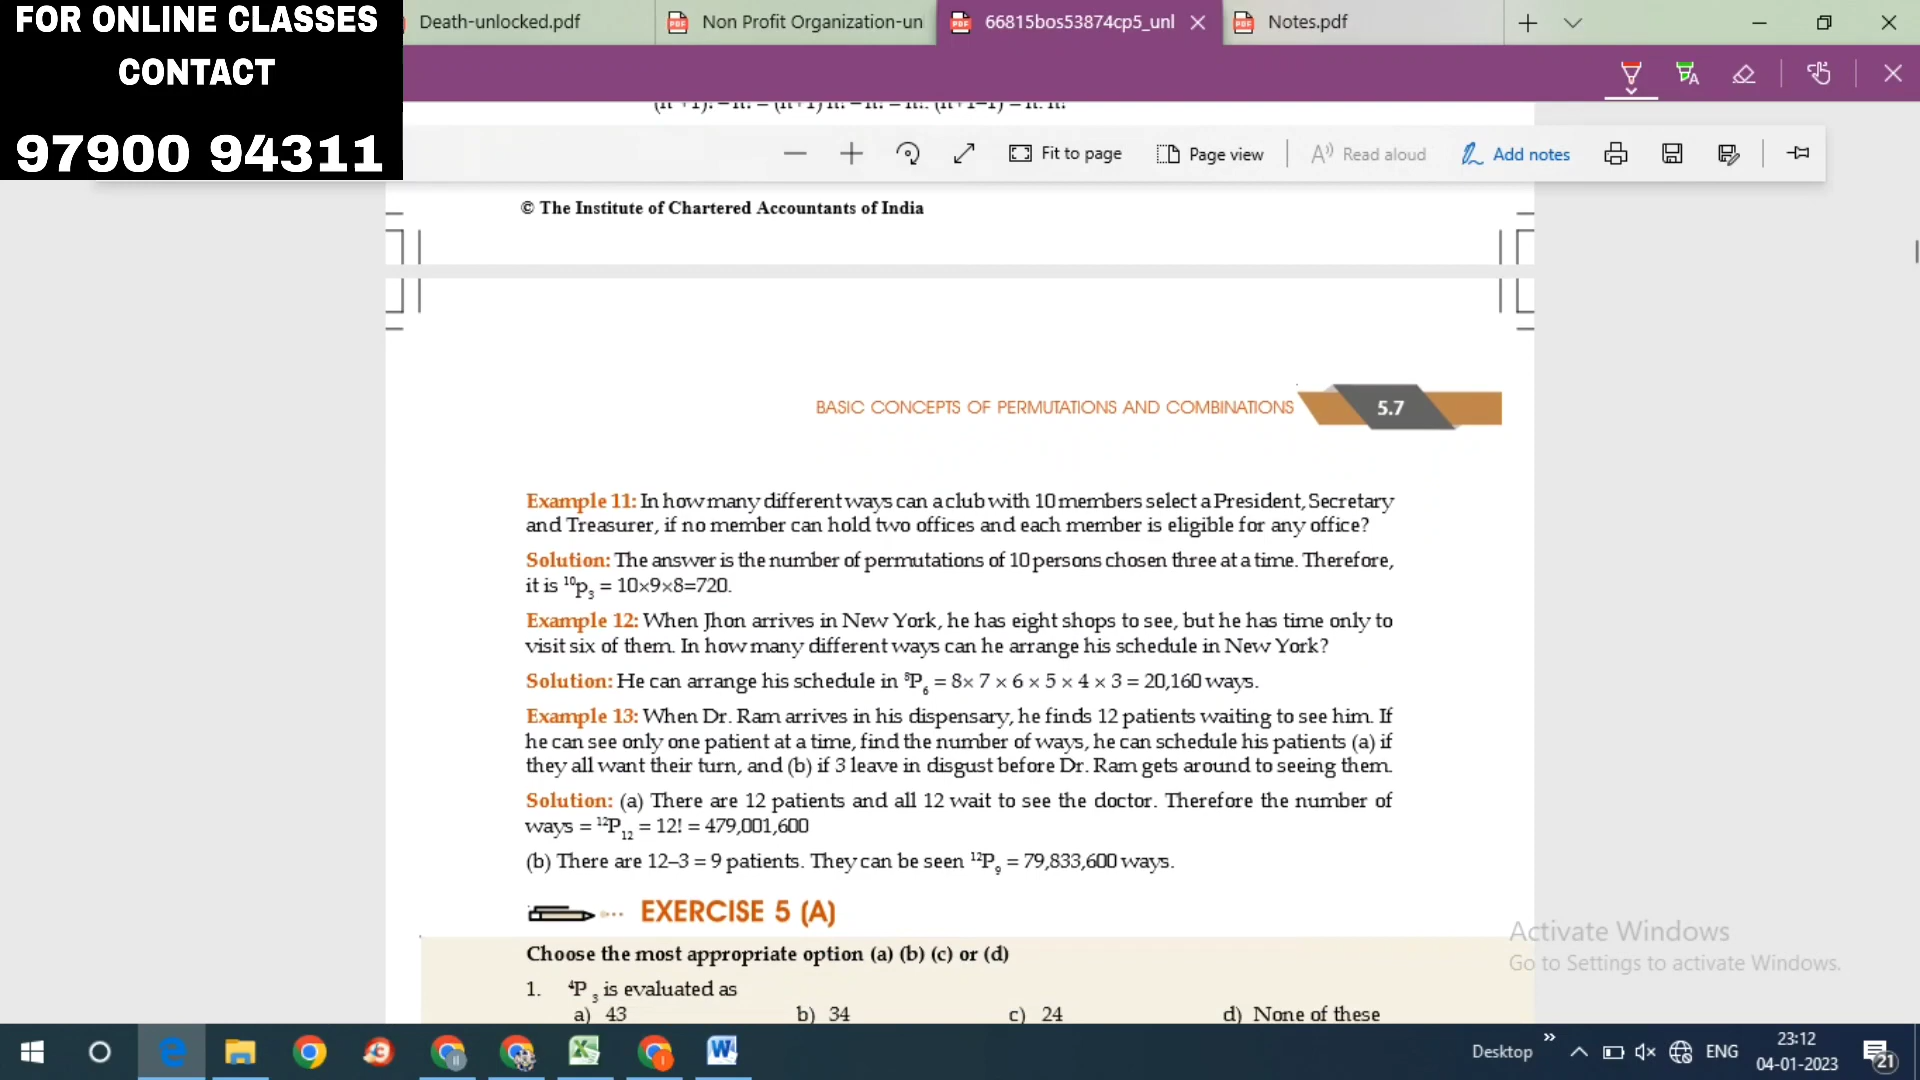 FOR ONLINE CLASSES
CONTACT
97900 94311
Death-unlocked.pdf
Non Profit Organization-un
66815bos53874cp5_unl
Notes.pdf
Fit to page
Page view
Read aloud
Add notes
© The Institute of Chartered Accountants of India
BASIC CONCEPTS OF PERMUTATIONS AND COMBINATIONS
5.7
Example 11: In how many different ways can a club with 10 members select a President, Secretary
and Treasurer, if no member can hold two offices and each member is eligible for any office?
Solution: The answer is the number of permutations of 10 persons chosen three at a time. Therefore,
it is ¹⁰p₃ = 10×9×8=720.
Example 12: When Jhon arrives in New York, he has eight shops to see, but he has time only to
visit six of them. In how many different ways can he arrange his schedule in New York?
Solution: He can arrange his schedule in ⁸P₆ = 8× 7 × 6 × 5 × 4 × 3 = 20,160 ways.
Example 13: When Dr. Ram arrives in his dispensary, he finds 12 patients waiting to see him. If
he can see only one patient at a time, find the number of ways, he can schedule his patients (a) if
they all want their turn, and (b) if 3 leave in disgust before Dr. Ram gets around to seeing them.
Solution: (a) There are 12 patients and all 12 wait to see the doctor. Therefore the number of
ways = ¹²P₁₂ = 12! = 479,001,600
(b) There are 12–3 = 9 patients. They can be seen ¹²P₉ = 79,833,600 ways.
EXERCISE 5 (A)
Choose the most appropriate option (a) (b) (c) or (d)
1. ⁴P₃ is evaluated as
a) 43 b) 34 c) 24 d) None of these
Activate Windows
Go to Settings to activate Windows.
Desktop
ENG
23:12
04-01-2023
21